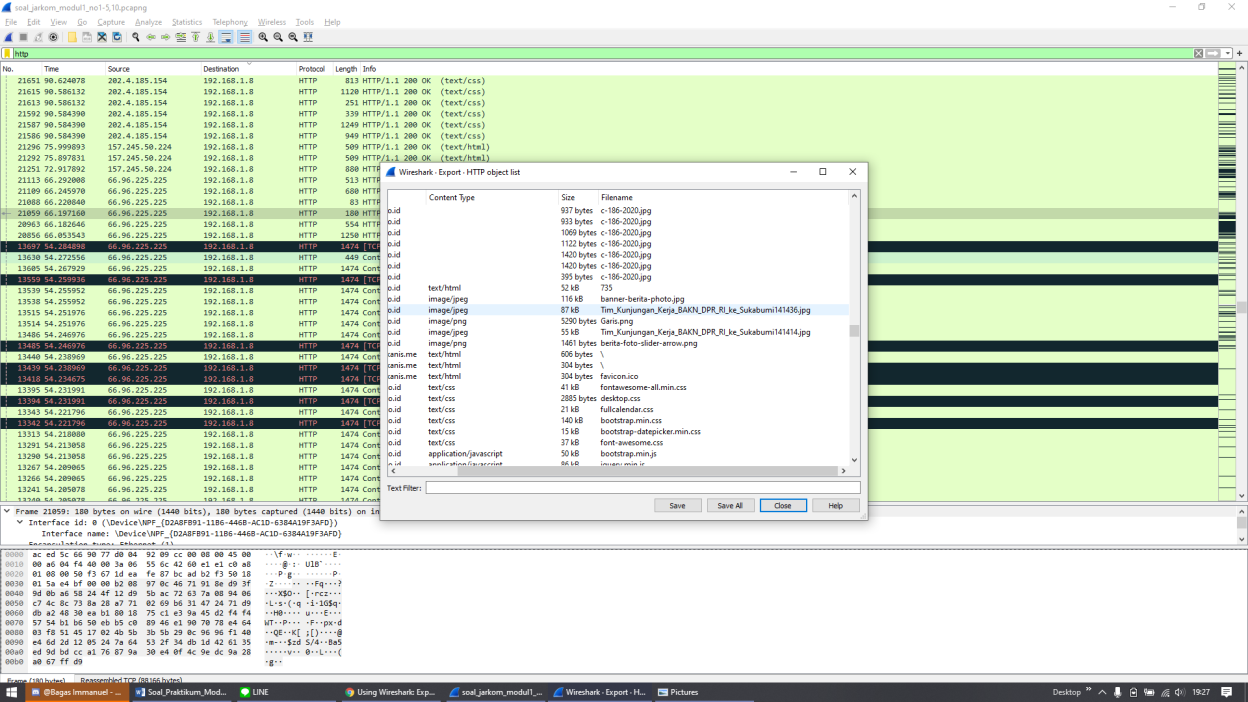 soal_jarkom_modul1_no1-5,10.pcapng
File Edit View Go Capture Analyze Statistics Telephony Wireless Tools Help
http
No. Time Source Destination Protocol Length Info
21651 90.624078 202.4.185.154 192.168.1.8 HTTP 813 HTTP/1.1 200 OK (text/css)
21615 90.586132 202.4.185.154 192.168.1.8 HTTP 1120 HTTP/1.1 200 OK (text/css)
21613 90.586132 202.4.185.154 192.168.1.8 HTTP 251 HTTP/1.1 200 OK (text/css)
21592 90.584390 202.4.185.154 192.168.1.8 HTTP 339 HTTP/1.1 200 OK (text/css)
21587 90.584390 202.4.185.154 192.168.1.8 HTTP 1249 HTTP/1.1 200 OK (text/css)
21586 90.584390 202.4.185.154 192.168.1.8 HTTP 949 HTTP/1.1 200 OK (text/css)
21296 75.999893 157.245.50.224 192.168.1.8 HTTP 509 HTTP/1.1 200 OK (text/html)
21292 75.897831 157.245.50.224 192.168.1.8 HTTP 509 HTTP/1.1 200 OK (text/html)
21251 72.917892 157.245.50.224 192.168.1.8 HTTP 880 HTTP
21113 66.292008 66.96.225.225 192.168.1.8 HTTP 513 HTTP
21109 66.245970 66.96.225.225 192.168.1.8 HTTP 680 HTTP
21088 66.220840 66.96.225.225 192.168.1.8 HTTP 83 HTTP
21059 66.197160 66.96.225.225 192.168.1.8 HTTP 180 HTTP
20963 66.182646 66.96.225.225 192.168.1.8 HTTP 554 HTTP
20856 66.053543 66.96.225.225 192.168.1.8 HTTP 1250 HTTP
13697 54.284898 66.96.225.225 192.168.1.8 HTTP 1474 [TCP
13630 54.272556 66.96.225.225 192.168.1.8 HTTP 449 Cont
13605 54.267929 66.96.225.225 192.168.1.8 HTTP 1474 Cont
13559 54.259936 66.96.225.225 192.168.1.8 HTTP 1474 [TCP
13539 54.255952 66.96.225.225 192.168.1.8 HTTP 1474 Cont
13538 54.255952 66.96.225.225 192.168.1.8 HTTP 1474 Cont
13515 54.251976 66.96.225.225 192.168.1.8 HTTP 1474 Cont
13514 54.251976 66.96.225.225 192.168.1.8 HTTP 1474 Cont
13486 54.246976 66.96.225.225 192.168.1.8 HTTP 1474 Cont
13485 54.246976 66.96.225.225 192.168.1.8 HTTP 1474 [TCP
13440 54.238969 66.96.225.225 192.168.1.8 HTTP 1474 Cont
13439 54.238969 66.96.225.225 192.168.1.8 HTTP 1474 [TCP
13418 54.234675 66.96.225.225 192.168.1.8 HTTP 1474 [TCP
13395 54.231991 66.96.225.225 192.168.1.8 HTTP 1474 Cont
13394 54.231991 66.96.225.225 192.168.1.8 HTTP 1474 [TCP
13343 54.221796 66.96.225.225 192.168.1.8 HTTP 1474 Cont
13342 54.221796 66.96.225.225 192.168.1.8 HTTP 1474 [TCP
13313 54.218080 66.96.225.225 192.168.1.8 HTTP 1474 Cont
13291 54.213058 66.96.225.225 192.168.1.8 HTTP 1474 Cont
13290 54.213058 66.96.225.225 192.168.1.8 HTTP 1474 Cont
13267 54.209065 66.96.225.225 192.168.1.8 HTTP 1474 Cont
13266 54.209065 66.96.225.225 192.168.1.8 HTTP 1474 Cont
13241 54.205078 66.96.225.225 192.168.1.8 HTTP 1474 Cont
13240 54.205078 66.96.225.225 192.168.1.8 HTTP 1474 Cont
Wireshark · Export · HTTP object list
Content Type Size Filename
o.id 937 bytes c-186-2020.jpg
o.id 933 bytes c-186-2020.jpg
o.id 1069 bytes c-186-2020.jpg
o.id 1122 bytes c-186-2020.jpg
o.id 1420 bytes c-186-2020.jpg
o.id 1420 bytes c-186-2020.jpg
o.id 395 bytes c-186-2020.jpg
o.id text/html 52 kB 735
o.id image/jpeg 116 kB banner-berita-photo.jpg
o.id image/jpeg 87 kB Tim_Kunjungan_Kerja_BAKN_DPR_RI_ke_Sukabumi141436.jpg
o.id image/png 5290 bytes Garis.png
o.id image/jpeg 55 kB Tim_Kunjungan_Kerja_BAKN_DPR_RI_ke_Sukabumi141414.jpg
o.id image/png 1461 bytes berita-foto-slider-arrow.png
kanis.me text/html 606 bytes \
kanis.me text/html 304 bytes \
kanis.me text/html 304 bytes favicon.ico
o.id text/css 41 kB fontawesome-all.min.css
o.id text/css 2885 bytes desktop.css
o.id text/css 21 kB fullcalendar.css
o.id text/css 140 kB bootstrap.min.css
o.id text/css 15 kB bootstrap-datepicker.min.css
o.id text/css 37 kB font-awesome.css
o.id application/javascript 50 kB bootstrap.min.js
o.id application/javascript 86 kB jquery.min.js
Text Filter:
Save Save All Close Help
Frame 21059: 180 bytes on wire (1440 bits), 180 bytes captured (1440 bits) on in
Interface id: 0 (\Device\NPF_{D2A8FB91-11B6-446B-AC1D-6384A19F3AFD})
Interface name: \Device\NPF_{D2A8FB91-11B6-446B-AC1D-6384A19F3AFD}
Encapsulation type: Ethernet (1)
0000 ac ed 5c 66 90 77 d0 04 92 09 cc 00 08 00 45 00 ··\f·w·· ······E·
0010 00 a6 04 f4 40 00 3a 06 55 6c 42 60 e1 e1 c0 a8 ····@·:· UlB`····
0020 01 08 00 50 f3 67 1d ea fe 87 bc ad b2 f3 50 18 ···P·g·· ······P·
0030 01 5a e4 bf 00 00 b2 08 97 0c 46 71 91 8e d9 3f ·Z······ ··Fq···?
0040 9d 0b a6 58 24 4f 12 d9 5b ac 72 63 7a 08 94 06 ···X$O·· [·rcz···
0050 c7 4c 8c 73 8a 28 a7 71 02 69 b6 31 47 24 71 d9 ·L·s·(·q ·i·1G$q·
0060 db a2 48 30 ea b1 80 18 75 c1 e3 9a 45 d2 f4 f4 ··H0···· u···E···
0070 57 54 b1 b6 50 eb b5 c0 89 46 e1 90 70 78 e4 64 WT··P··· ·F··px·d
0080 03 f8 51 45 17 02 4b 5b 3b 5b 29 0c 96 96 f1 40 ··QE··K[ ;[)····@
0090 e4 6d 2d 12 05 24 7a 64 53 2f 34 db 1d 42 61 35 ·m-··$zd S/4··Ba5
00a0 ed 9d bd cc a1 76 87 9a 30 e4 0f 4c 9e dc 9a 28 ·····v·· 0··L···(
00b0 a0 67 ff d9 ·g··
Frame (180 bytes) Reassembled TCP (88166 bytes)
@Bagas Immanuel - ... Soal_Praktikum_Mod... LINE Using Wireshark: Exp... soal_jarkom_modul1_... Wireshark · Export · H... Pictures Desktop 19:27